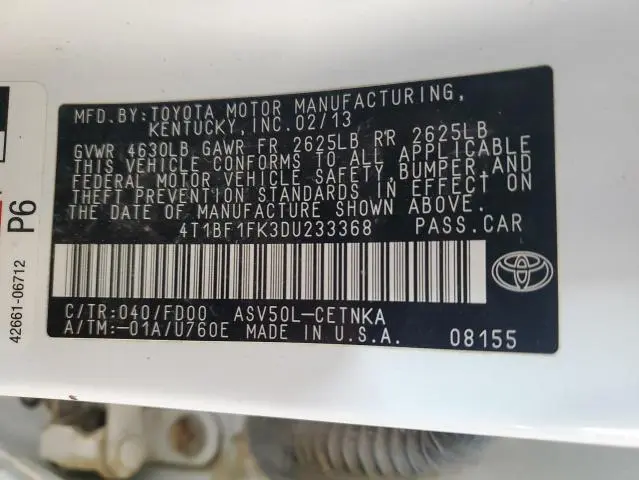 MFD.BY:TOYOTA MOTOR MANUFACTURING,
KENTUCKY, INC.02/13
GVWR 4630LB GAWR FR 2625LB RR 2625LB
THIS VEHICLE CONFORMS TO ALL APPLICABLE
FEDERAL MOTOR VEHICLE SAFETY,BUMPER,AND
THEFT PREVENTION STANDARDS IN EFFECT ON
THE DATE OF MANUFACTURE SHOWN ABOVE.
4T1BF1FK3DU233368 PASS.CAR
C/TR:040/FD00 ASV50L-CETNKA
A/TM:-01A/U760E MADE IN U.S.A. 08155
P6
42661-06712